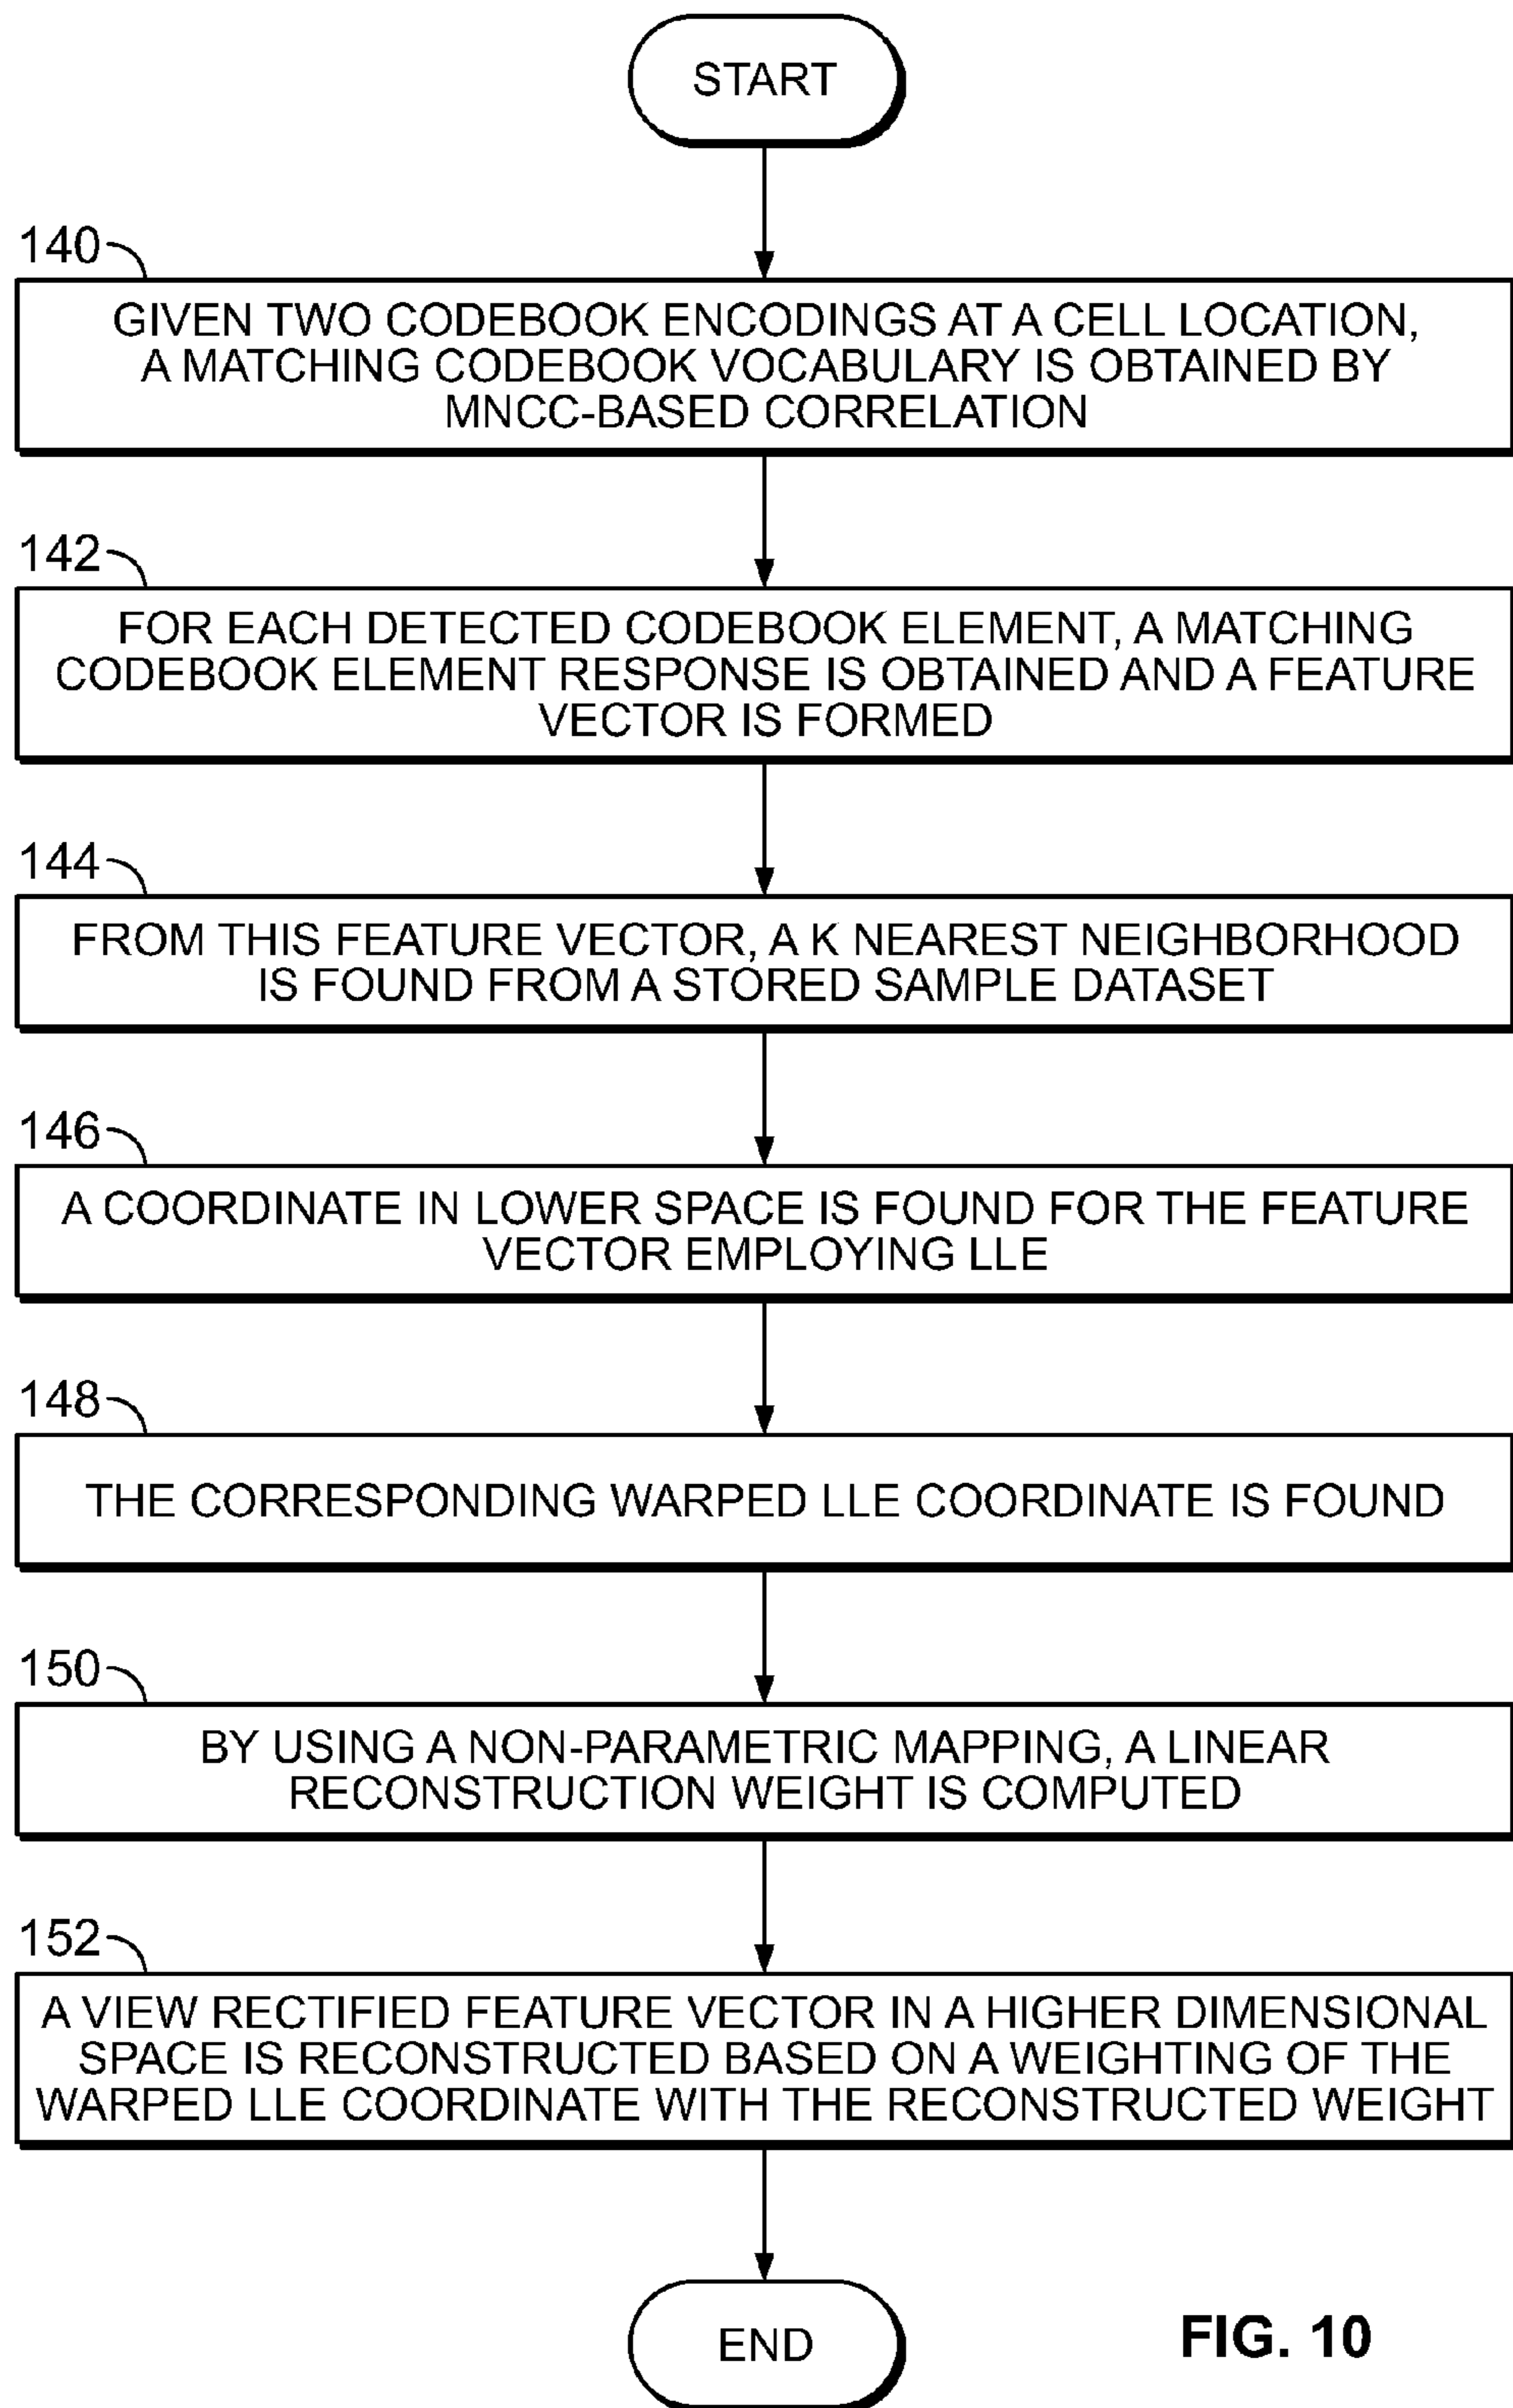 START
140
GIVEN TWO CODEBOOK ENCODINGS AT A CELL LOCATION,
A MATCHING CODEBOOK VOCABULARY IS OBTAINED BY
MNCC-BASED CORRELATION
142
FOR EACH DETECTED CODEBOOK ELEMENT, A MATCHING
CODEBOOK ELEMENT RESPONSE IS OBTAINED AND A FEATURE
VECTOR IS FORMED
144
FROM THIS FEATURE VECTOR, A K NEAREST NEIGHBORHOOD
IS FOUND FROM A STORED SAMPLE DATASET
146
A COORDINATE IN LOWER SPACE IS FOUND FOR THE FEATURE
VECTOR EMPLOYING LLE
148
THE CORRESPONDING WARPED LLE COORDINATE IS FOUND
150
BY USING A NON-PARAMETRIC MAPPING, A LINEAR
RECONSTRUCTION WEIGHT IS COMPUTED
152
A VIEW RECTIFIED FEATURE VECTOR IN A HIGHER DIMENSIONAL
SPACE IS RECONSTRUCTED BASED ON A WEIGHTING OF THE
WARPED LLE COORDINATE WITH THE RECONSTRUCTED WEIGHT
END
FIG. 10